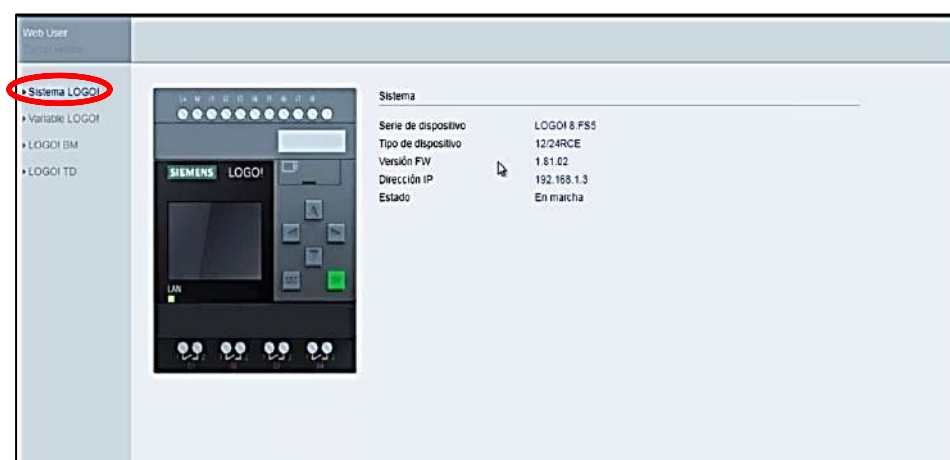 Web User
Sistema LOGO!
Variable LOGO!
LOGO! BM
LOGO! TD
SIEMENS LOGO!
LAN
Sistema
Serie de dispositivo LOGO! 8.FS5
Tipo de dispositivo 12/24RCE
Versión FW 1.81.02
Dirección IP 192.168.1.3
Estado En marcha